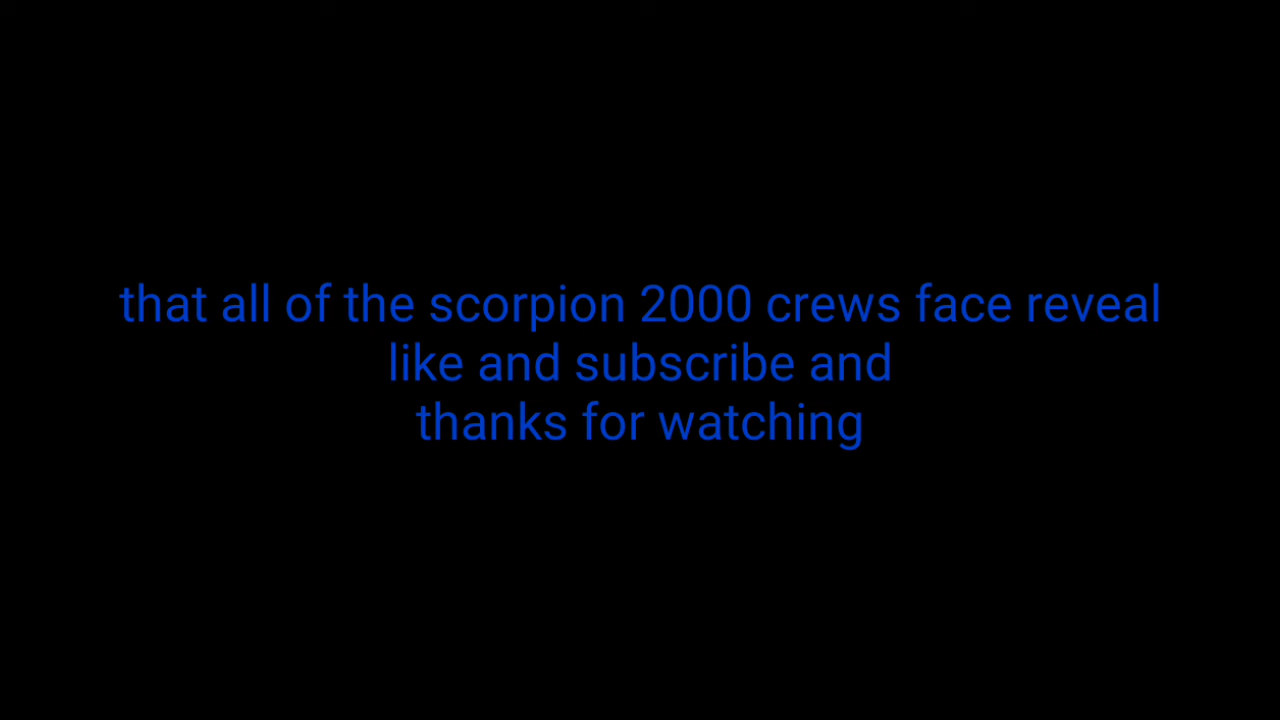 that all of the scorpion 2000 crews face reveal
like and subscribe and
thanks for watching